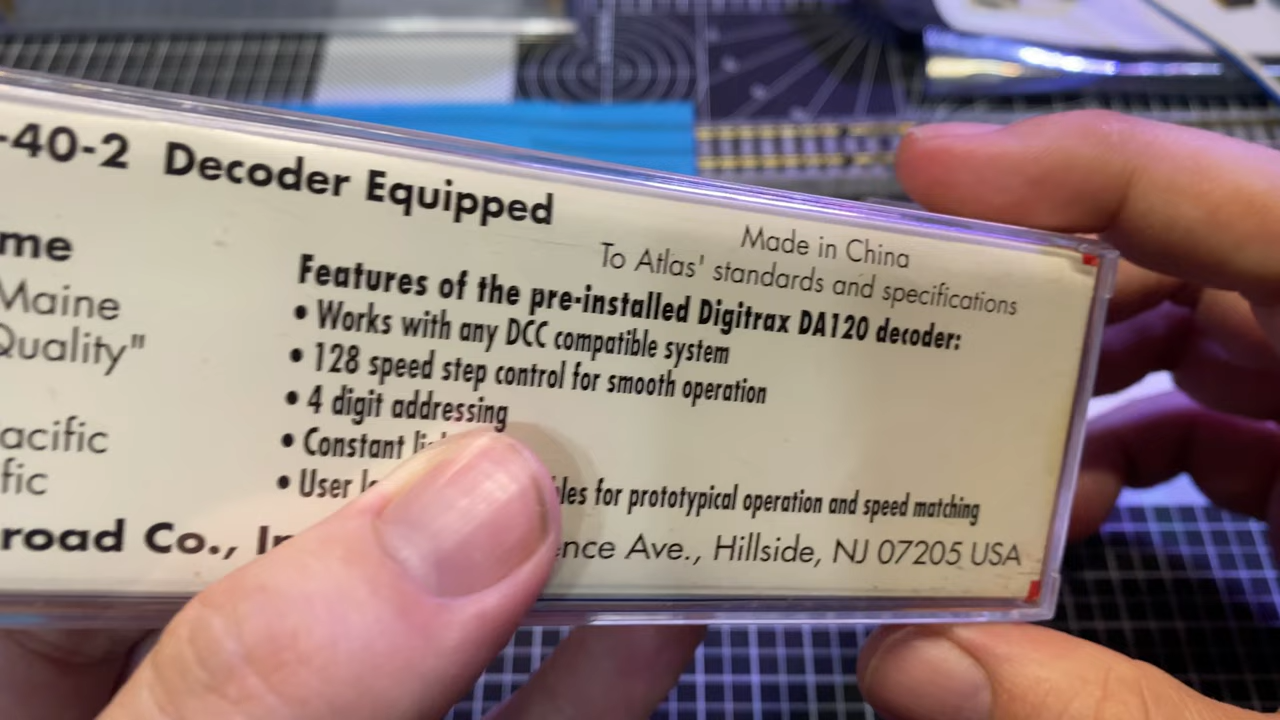 -40-2 Decoder Equipped
Made in China
To Atlas' standards and specifications
me
Maine
Quality"
acific
fic
Features of the pre-installed Digitrax DA120 decoder:
• Works with any DCC compatible system
• 128 speed step control for smooth operation
• 4 digit addressing
• Constant
• User les for prototypical operation and speed matching
road Co., In nce Ave., Hillside, NJ 07205 USA